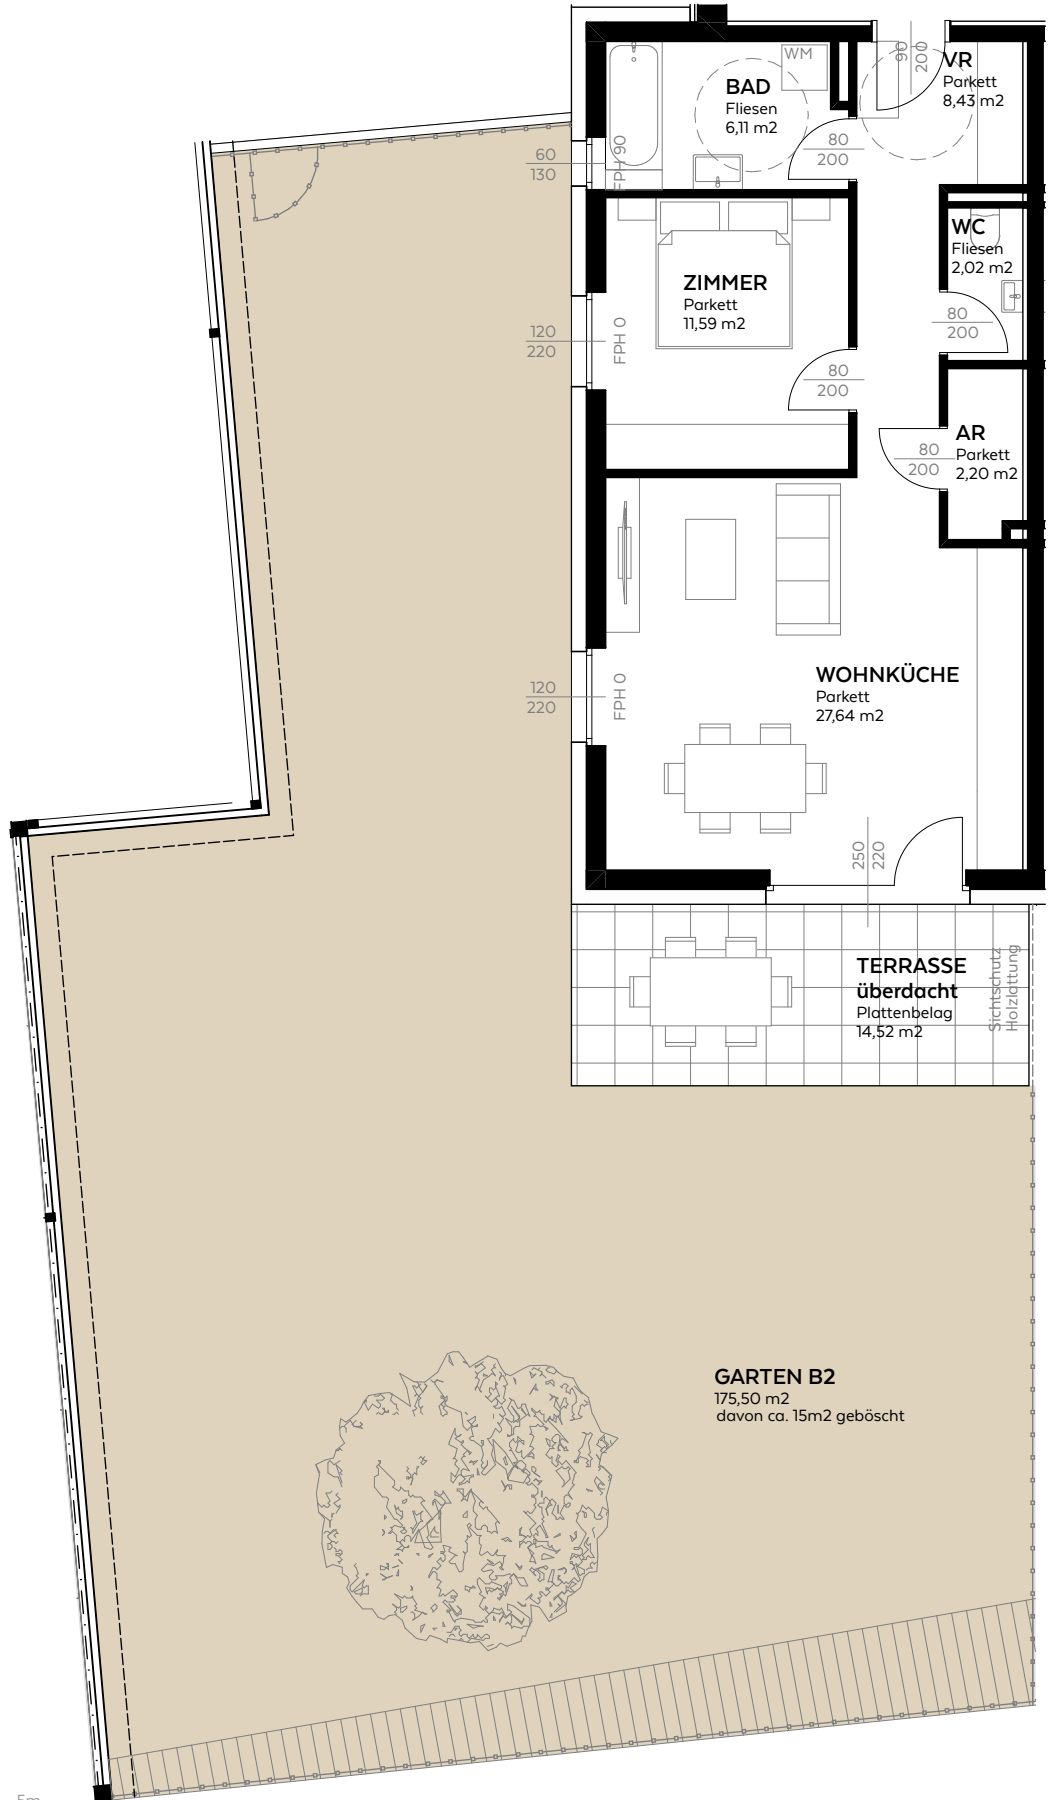 90
200
VR
Parkett
8,43 m2
WM
BAD
Fliesen
6,11 m2
80
200
60
130
FPH 90
WC
Fliesen
2,02 m2
ZIMMER
Parkett
11,59 m2
80
200
120
220
FPH 0
80
200
AR
Parkett
2,20 m2
80
200
WOHNKÜCHE
Parkett
27,64 m2
120
220
FPH 0
250
220
TERRASSE
überdacht
Plattenbelag
14,52 m2
Sichtschutz
Holzlattung
GARTEN B2
175,50 m2
davon ca. 15m2 geböscht
5m